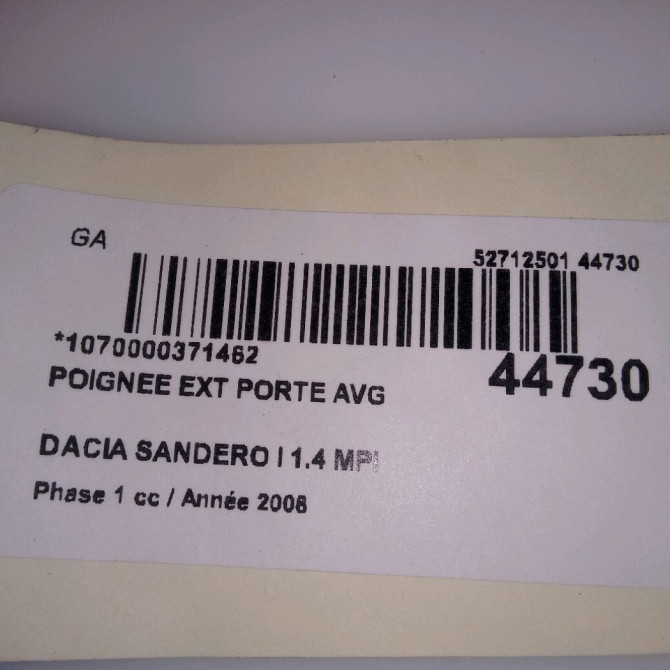 GA
52712501 44730
*1070000371462
44730
POIGNEE EXT PORTE AVG
DACIA SANDERO I 1.4 MPI
Phase 1 cc / Année 2008